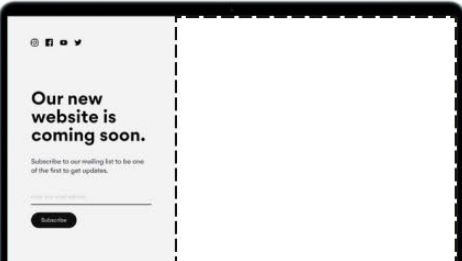 Our new
website is
coming soon.
Subscribe to our mailing list to be one
of the first to get updates.
Subscribe